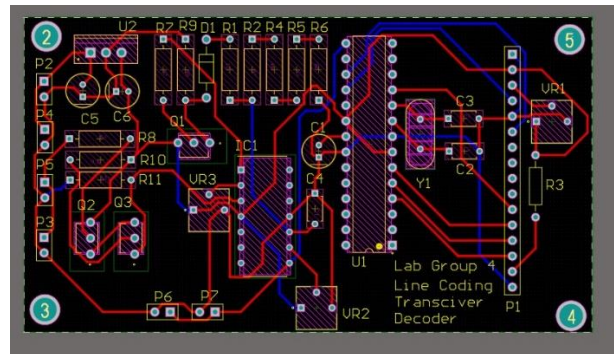 2
U2
R7 R9 D1 R1 R2 R4 R5 R6
5
P2
VR1
C5 C6
C3
P4
Q1
C1
R8
IC1
R10
C2
P5
R11
VR3
C4
Y1
R3
Q2 Q3
P3
U1
Lab Group 4
Line Coding
Transciver
Decoder
P1
3
P6 P7
VR2
4